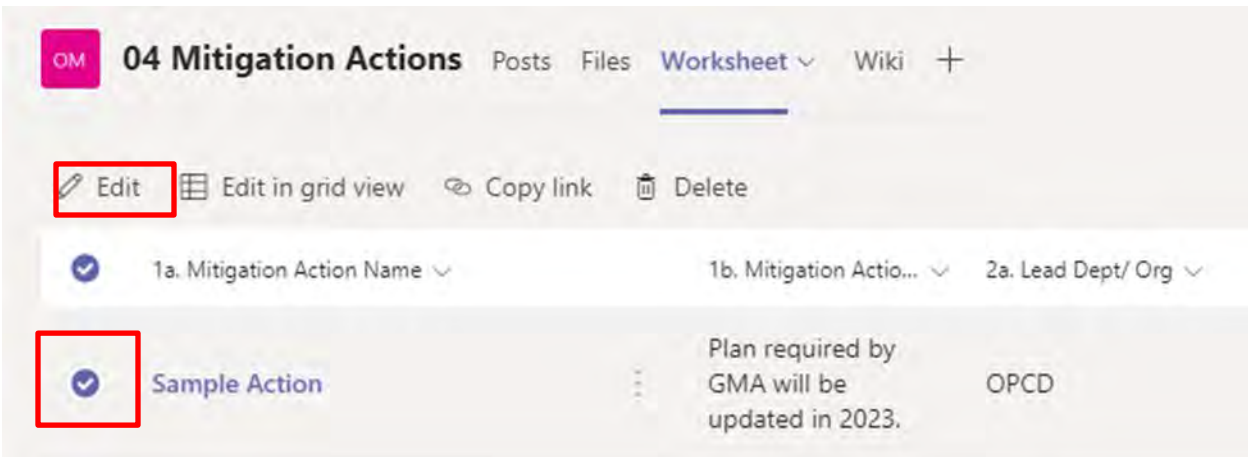 OM 04 Mitigation Actions Posts Files Worksheet Wiki
Edit Edit in grid view Copy link Delete
1a. Mitigation Action Name 1b. Mitigation Actio... 2a. Lead Dept/ Org
Sample Action
Plan required by
GMA will be
updated in 2023.
OPCD